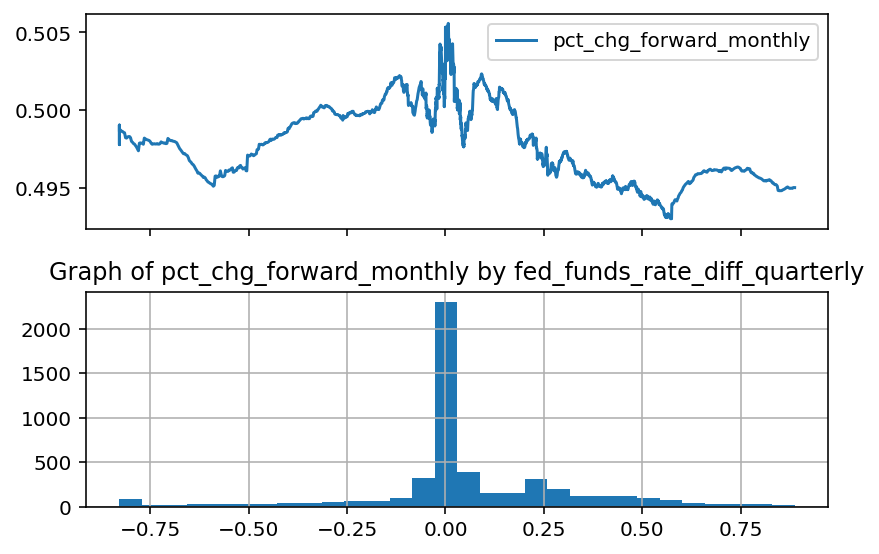 0.505
pct_chg_forward_monthly
0.500
0.495
Graph of pct_chg_forward_monthly by fed_funds_rate_diff_quarterly
2000
1500
1000
500
0
−0.75 −0.50 −0.25 0.00 0.25 0.50 0.75